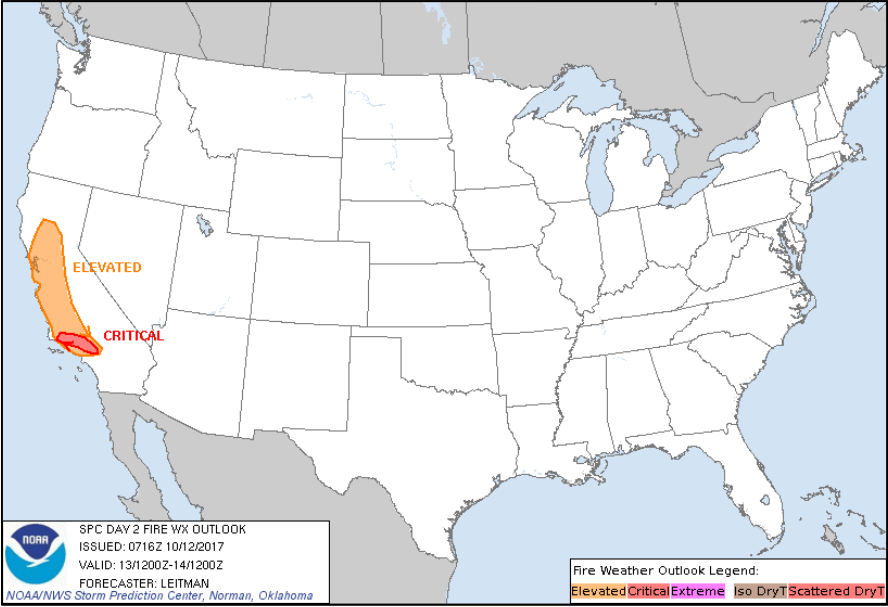 ELEVATED
CRITICAL
SPC DAY 2 FIRE WX OUTLOOK
ISSUED: 0716Z 10/12/2017
VALID: 13/1200Z-14/1200Z
FORECASTER: LEITMAN
NOAA
NOAA/NWS Storm Prediction Center, Norman, Oklahoma
Fire Weather Outlook Legend:
Elevated Critical Extreme Iso DryT Scattered DryT